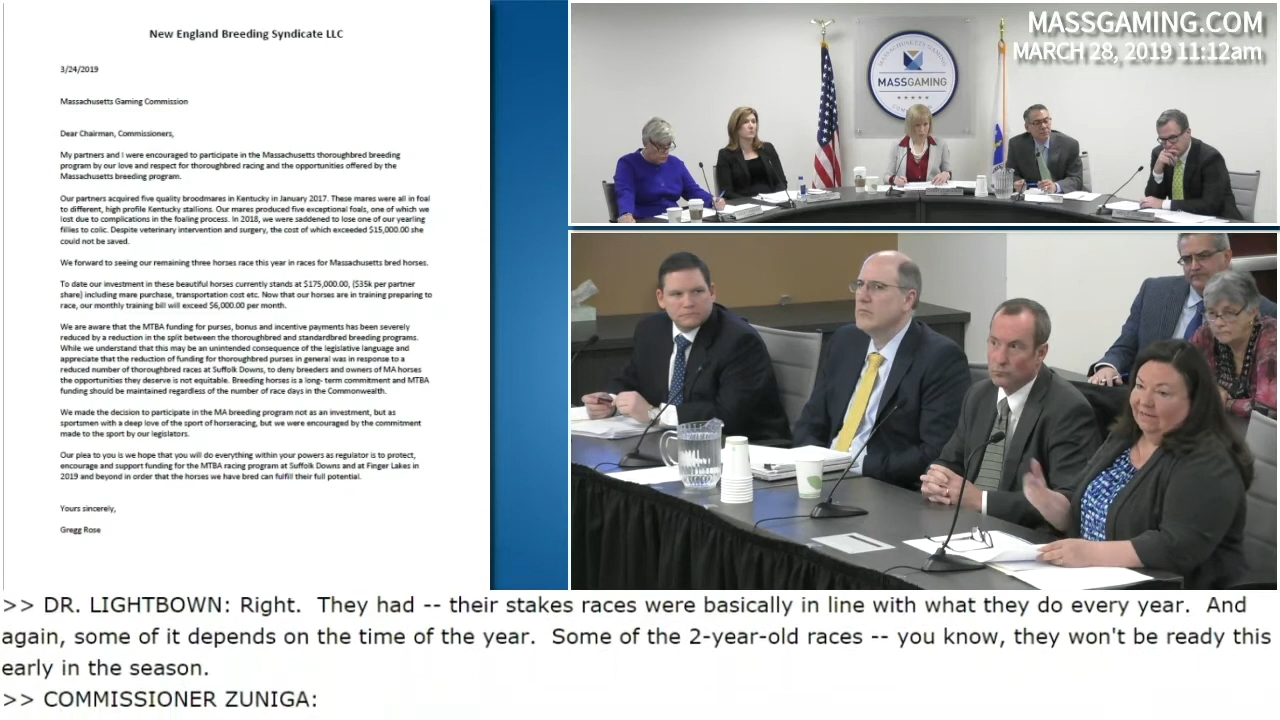 New England Breeding Syndicate LLC
3/24/2019
Massachusetts Gaming Commission
Dear Chairman, Commissioners,
My partners and I were encouraged to participate in the Massachusetts thoroughbred breeding
program by our love and respect for thoroughbred racing and the opportunities offered by the
Massachusetts breeding program.
Our partners acquired five quality broodmares in Kentucky in January 2017. These mares were all in foal
to different, high profile Kentucky stallions. Our mares produced five exceptional foals, one of which we
lost due to complications in the foaling process. In 2018, we were saddened to lose one of our yearling
fillies to colic. Despite veterinary intervention and surgery, the cost of which exceeded $15,000.00 she
could not be saved.
We forward to seeing our remaining three horses race this year in races for Massachusetts bred horses.
To date our investment in these beautiful horses currently stands at $175,000.00, ($35k per partner
share) including mare purchase, transportation cost etc. Now that our horses are in training preparing to
race, our monthly training bill will exceed $6,000.00 per month.
We are aware that the MTBA funding for purses, bonus and incentive payments has been severely
reduced by a reduction in the split between the thoroughbred and standardbred breeding programs.
While we understand that this may be an unintended consequence of the legislative language and
appreciate that the reduction of funding for thoroughbred purses in general was in response to a
reduced number of thoroughbred races at Suffolk Downs, to deny breeders and owners of MA horses
the opportunities they deserve is not equitable. Breeding horses is a long- term commitment and MTBA
funding should be maintained regardless of the number of race days in the Commonwealth.
We made the decision to participate in the MA breeding program not as an investment, but as
sportsmen with a deep love of the sport of horseracing, but we were encouraged by the commitment
made to the sport by our legislators.
Our plea to you is we hope that you will do everything within your powers as regulator is to protect,
encourage and support funding for the MTBA racing program at Suffolk Downs and at Finger Lakes in
2019 and beyond in order that the horses we have bred can fulfill their full potential.
Yours sincerely,
Gregg Rose
MASSGAMING.COM
MARCH 28, 2019 11:12am
MASSACHUSETTS GAMING
MASSGAMING
>> DR. LIGHTBOWN: Right. They had -- their stakes races were basically in line with what they do every year. And
again, some of it depends on the time of the year. Some of the 2-year-old races -- you know, they won't be ready this
early in the season.
>> COMMISSIONER ZUNIGA: